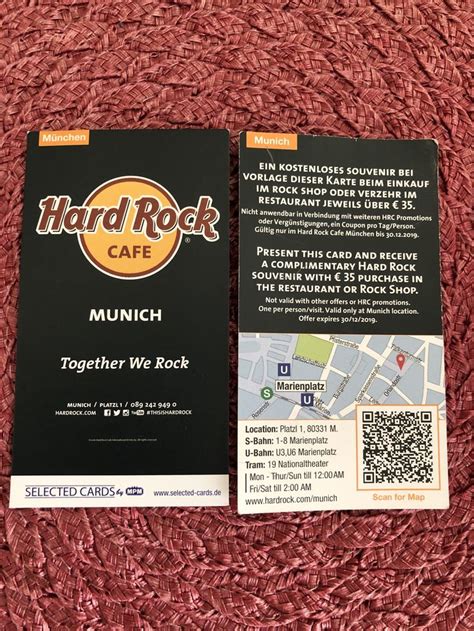 München
Hard Rock
®
CAFE
MUNICH
Together We Rock
MUNICH / PLATZL 1 / 089 242 949 0
HARDROCK.COM / #THISISHARDROCK
SELECTED CARDS by MPM
www.selected-cards.de
Munich
EIN KOSTENLOSES SOUVENIR BEI
VORLAGE DIESER KARTE BEIM EINKAUF
IM ROCK SHOP ODER VERZEHR IM
RESTAURANT JEWEILS ÜBER € 35.
Nicht anwendbar in Verbindung mit weiteren HRC Promotions
oder Vergünstigungen, ein Coupon pro Tag/Person.
Gültig nur im Hard Rock Cafe München bis 30.12.2019.
PRESENT THIS CARD AND RECEIVE
A COMPLIMENTARY HARD ROCK
SOUVENIR WITH € 35 PURCHASE IN
THE RESTAURANT OR ROCK SHOP.
Not valid with other offers or HRC promotions.
One per person/visit. Valid only at Munich location.
Offer expires 30/12/2019.
U
U
S
Marienplatz
Location: Platzl 1, 80331 M.
S-Bahn: 1-8 Marienplatz
U-Bahn: U3,U6 Marienplatz
Tram: 19 Nationaltheater
Mon - Thur/Sun till 12:00AM
Fri/Sat till 2:00 AM
www.hardrock.com/munich
Scan for Map